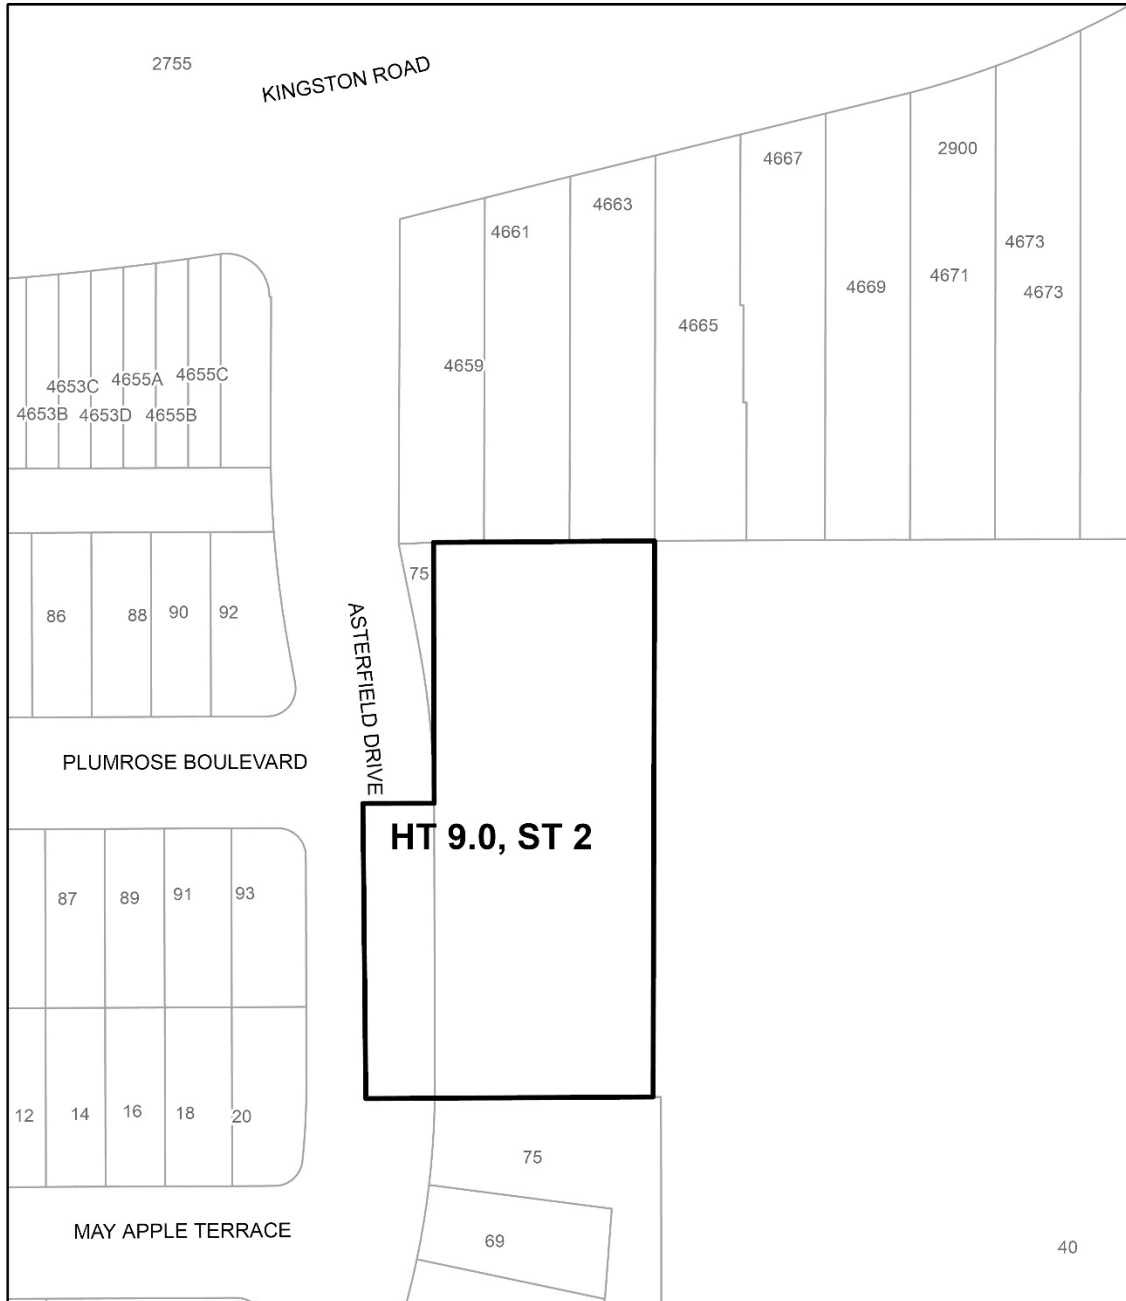 2755
KINGSTON ROAD
2900
4667
4663
4661
4673
4671
4669
4673
4665
4659
4655C
4655A
4653C
4653B
4653D
4655B
75
86
88
90
92
ASTERFIELD DRIVE
PLUMROSE BOULEVARD
HT 9.0, ST 2
87
89
91
93
12
14
16
18
20
75
MAY APPLE TERRACE
69
40